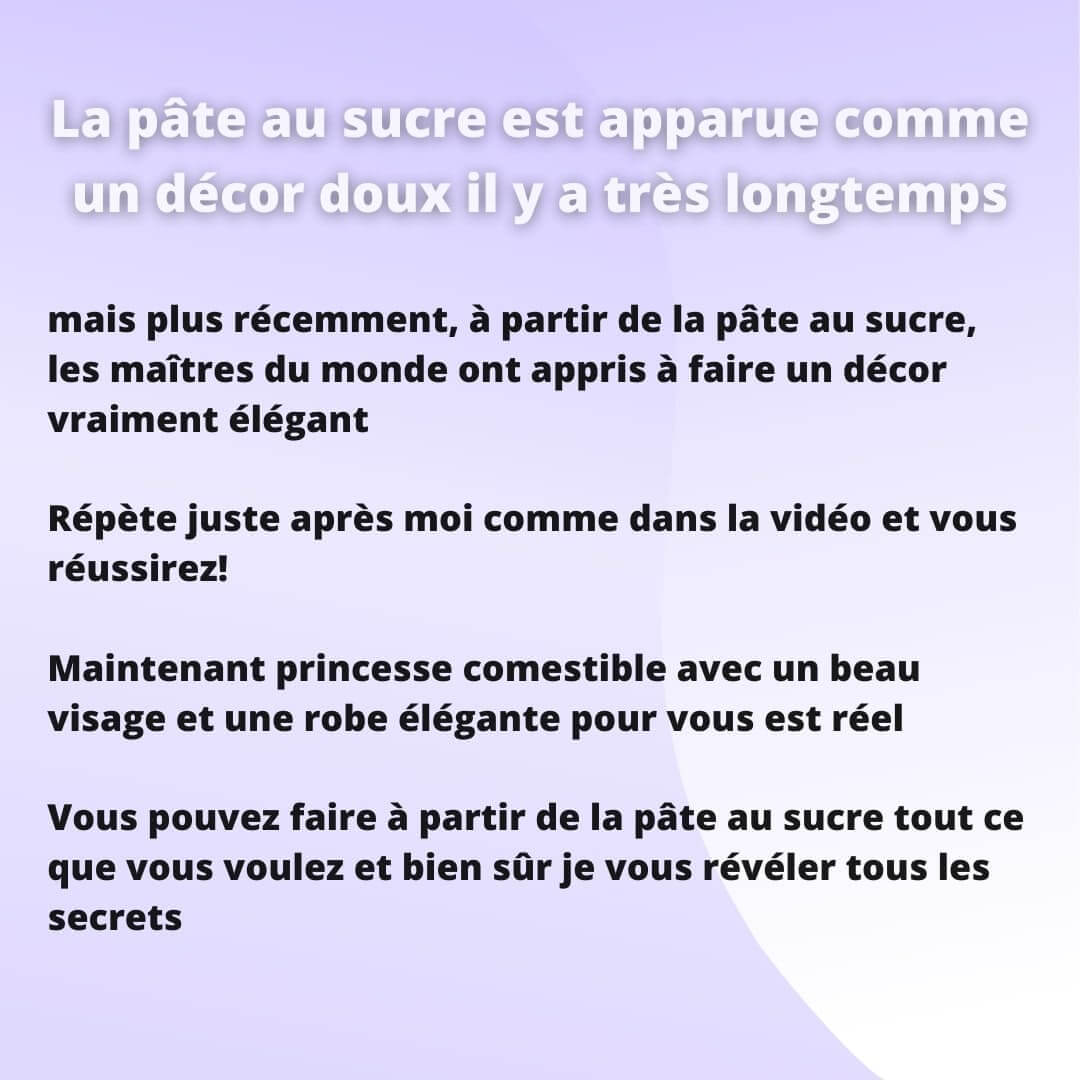 La pâte au sucre est apparue comme
un décor doux il y a très longtemps
mais plus récemment, à partir de la pâte au sucre,
les maîtres du monde ont appris à faire un décor
vraiment élégant
Répète juste après moi comme dans la vidéo et vous
réussirez!
Maintenant princesse comestible avec un beau
visage et une robe élégante pour vous est réel
Vous pouvez faire à partir de la pâte au sucre tout ce
que vous voulez et bien sûr je vous révéler tous les
secrets